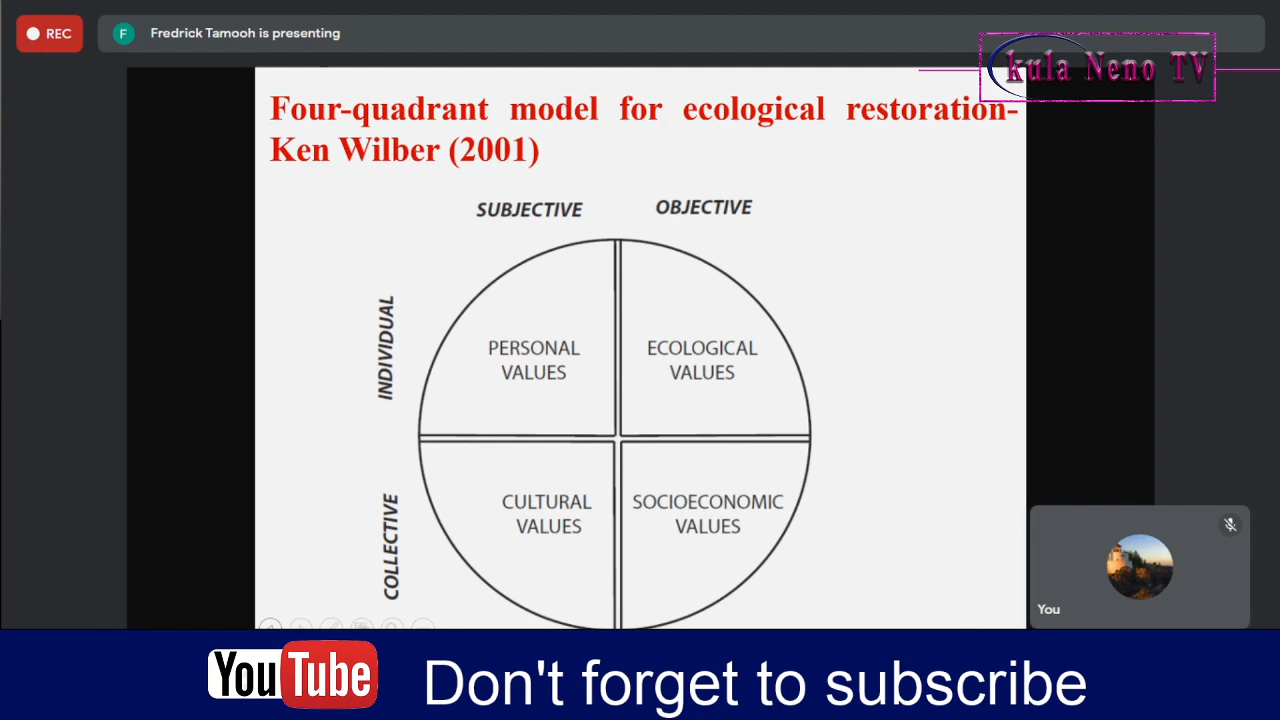 REC
F
Fredrick Tamooh is presenting
kula Neno TV
Four-quadrant model for ecological restoration-
Ken Wilber (2001)
SUBJECTIVE
OBJECTIVE
INDIVIDUAL
PERSONAL
VALUES
ECOLOGICAL
VALUES
COLLECTIVE
CULTURAL
VALUES
SOCIOECONOMIC
VALUES
You
YouTube
Don't forget to subscribe